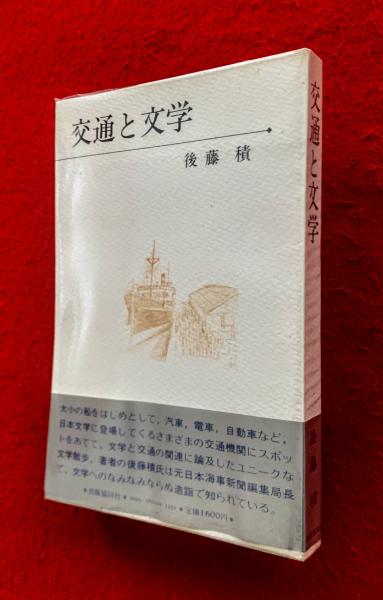 交通と文学
後藤 積
太小の船をはじめとして，汽車，電車，自動車など，
日本文学に登場してくるさまざまの交通機関にスポッ
トをあてて，文学と交通の関連に論及したユニークな
文学散歩。著者の後藤積氏は元日本海事新聞編集局長
で，文学へのなみなみならぬ造詣で知られている。
定価1600円
交通と文学
後藤 積